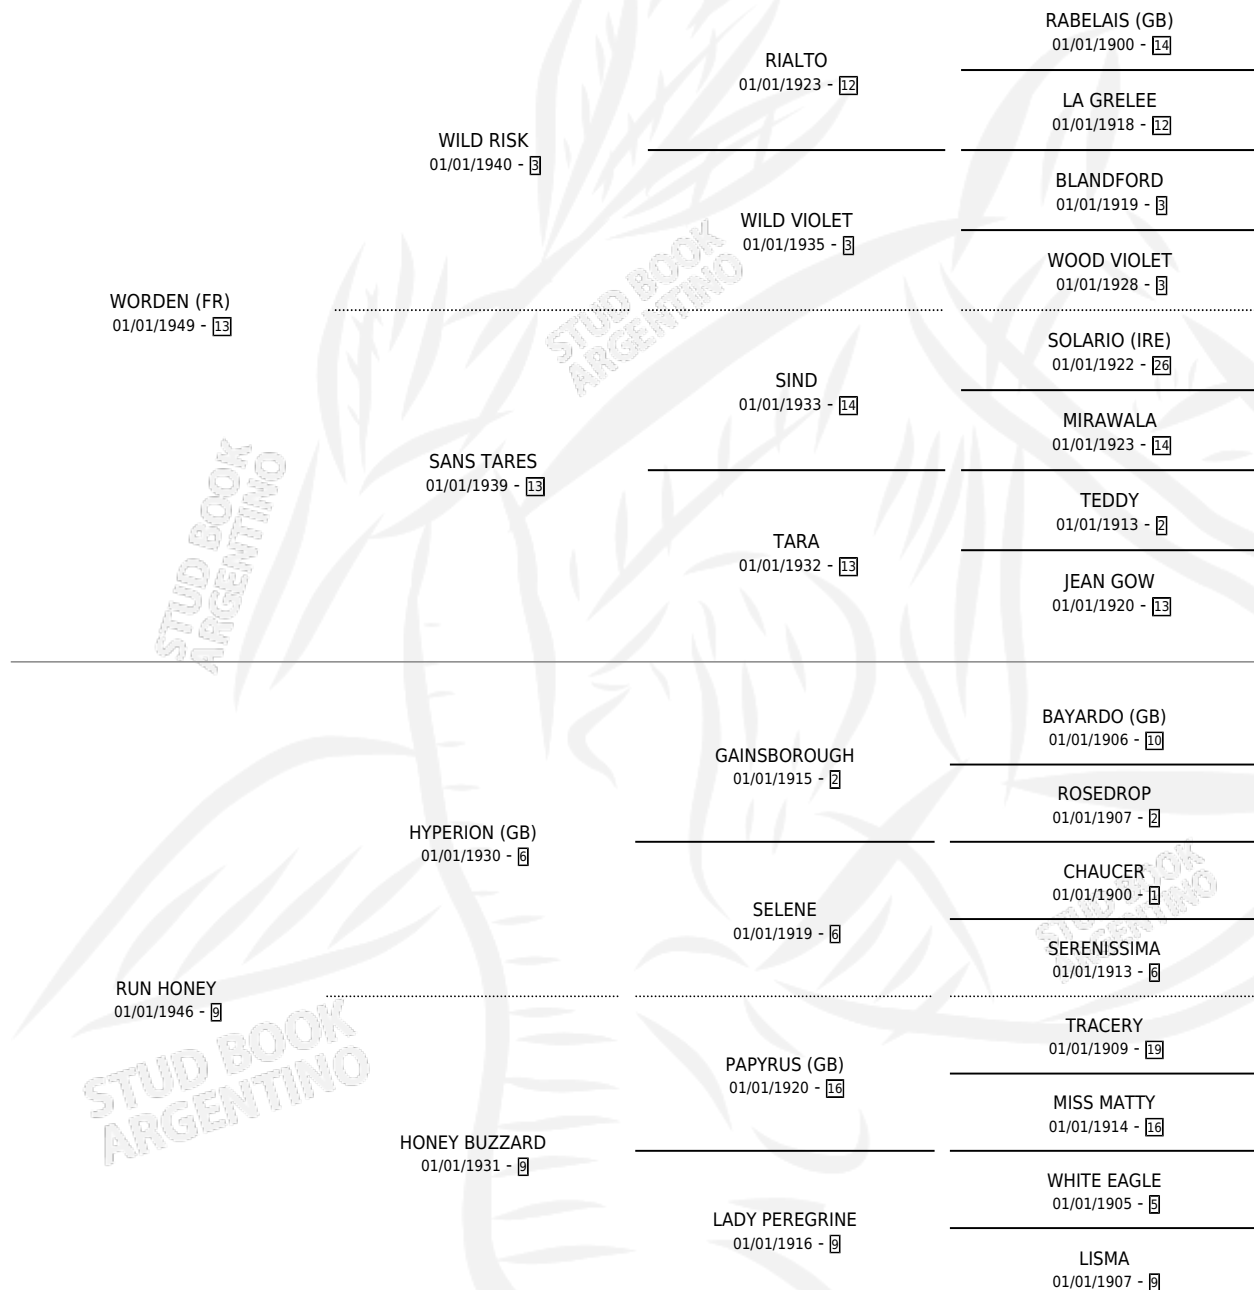 RABELAIS (GB)
01/01/1900 - 14
RIALTO
01/01/1923 - 12
LA GRELEE
01/01/1918 - 12
WILD RISK
01/01/1940 - 3
BLANDFORD
01/01/1919 - 3
WILD VIOLET
01/01/1935 - 3
WOOD VIOLET
01/01/1928 - 3
WORDEN (FR)
01/01/1949 - 13
SOLARIO (IRE)
01/01/1922 - 26
SIND
01/01/1933 - 14
MIRAWALA
01/01/1923 - 14
SANS TARES
01/01/1939 - 13
TEDDY
01/01/1913 - 2
TARA
01/01/1932 - 13
JEAN GOW
01/01/1920 - 13
STUD BOOK
ARGENTINO
STUD BOOK
ARGENTINO
BAYARDO (GB)
01/01/1906 - 10
GAINSBOROUGH
01/01/1915 - 2
ROSEDROP
01/01/1907 - 2
HYPERION (GB)
01/01/1930 - 6
CHAUCER
01/01/1900 - 1
SELENE
01/01/1919 - 6
SERENISSIMA
01/01/1913 - 6
RUN HONEY
01/01/1946 - 9
TRACERY
01/01/1909 - 19
PAPYRUS (GB)
01/01/1920 - 16
MISS MATTY
01/01/1914 - 16
HONEY BUZZARD
01/01/1931 - 9
WHITE EAGLE
01/01/1905 - 5
LADY PEREGRINE
01/01/1916 - 9
LISMA
01/01/1907 - 9
STUD BOOK
ARGENTINO
STUD BOOK
ARGENTINO